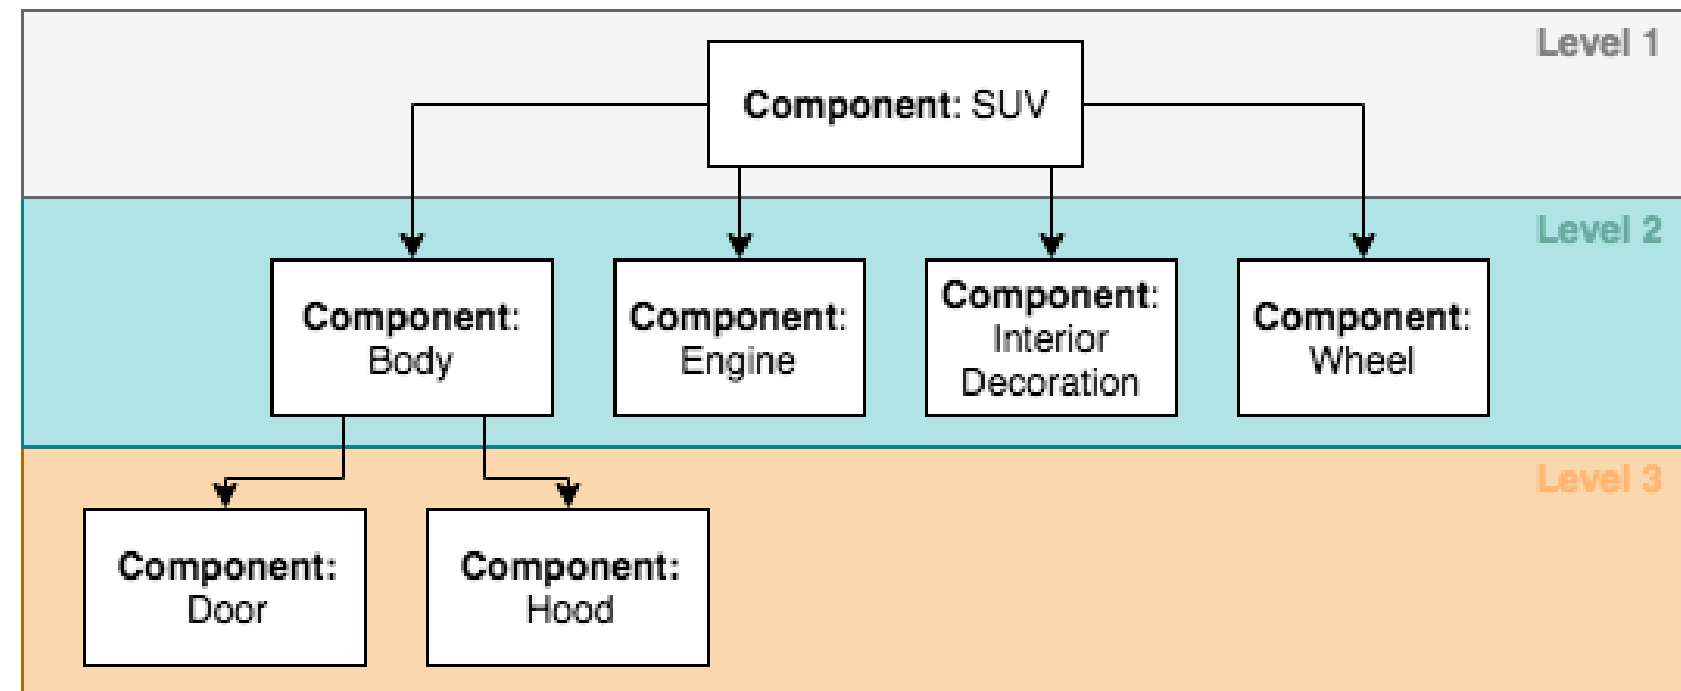 Level 1
Component: SUV
Level 2
Component:
Body
Component:
Engine
Component:
Interior
Decoration
Component:
Wheel
Level 3
Component:
Door
Component:
Hood